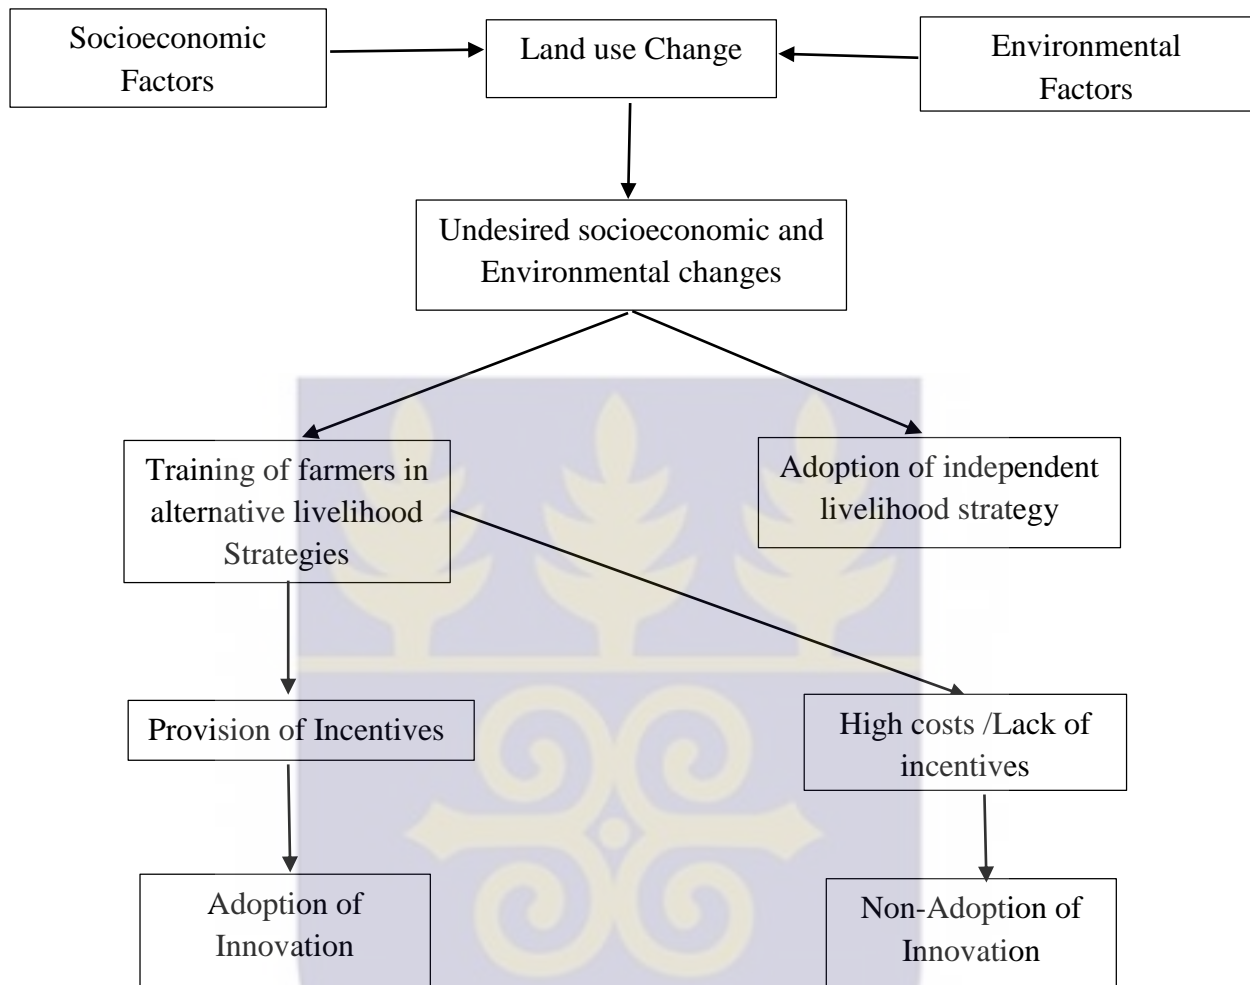 Socioeconomic
Factors
Land use Change
Environmental
Factors
Undesired socioeconomic and
Environmental changes
Training of farmers in
alternative livelihood
Strategies
Adoption of independent
livelihood strategy
Provision of Incentives
High costs /Lack of
incentives
Adoption of
Innovation
Non-Adoption of
Innovation